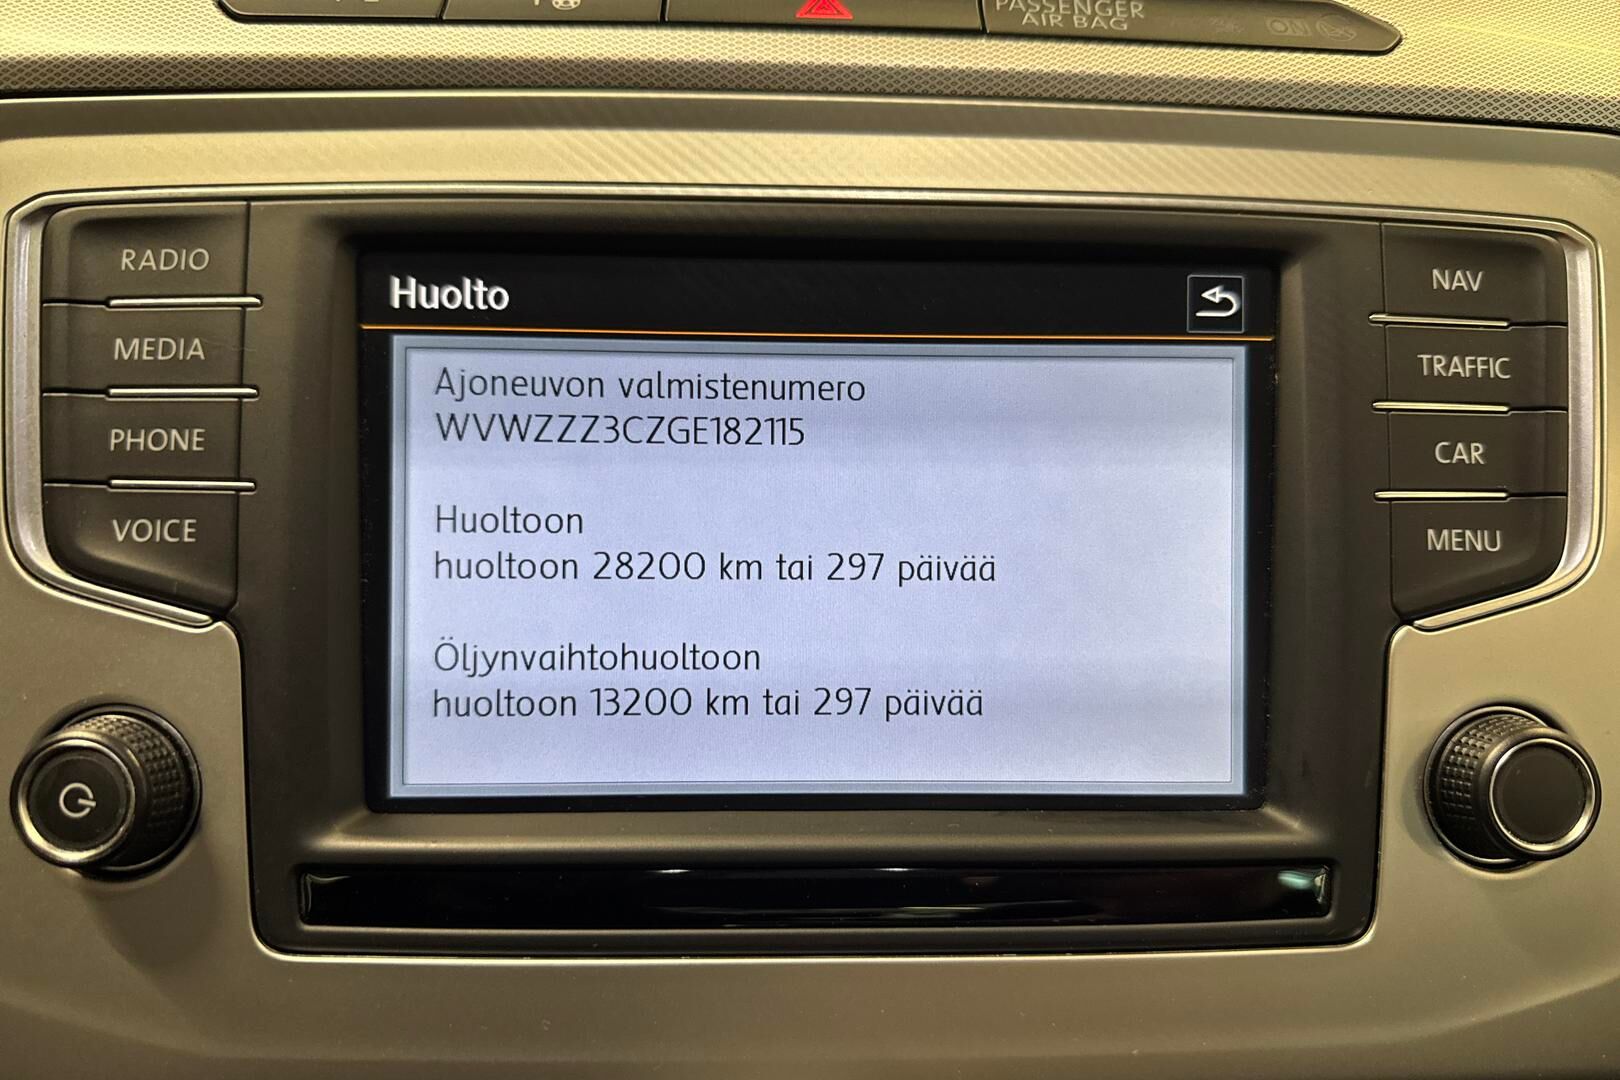 PASSENGER
AIR BAG
ON
RADIO
MEDIA
PHONE
VOICE
Huolto
Ajoneuvon valmistenumero
WVWZZZ3CZGE182115
Huoltoon
huoltoon 28200 km tai 297 päivää
Öljynvaihtohuoltoon
huoltoon 13200 km tai 297 päivää
NAV
TRAFFIC
CAR
MENU